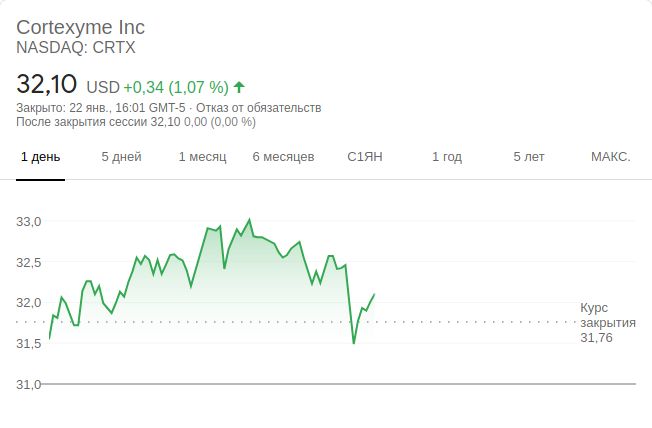 Cortexyme Inc
NASDAQ: CRTX
32,10 USD +0,34 (1,07 %)
Закрыто: 22 янв., 16:01 GMT-5 · Отказ от обязательств
После закрытия сессии 32,10 0,00 (0,00 %)
1 день 5 дней 1 месяц 6 месяцев С1ЯН 1 год 5 лет МАКС.
33,0
32,5
32,0
Курс
закрытия
31,76
31,5
31,0